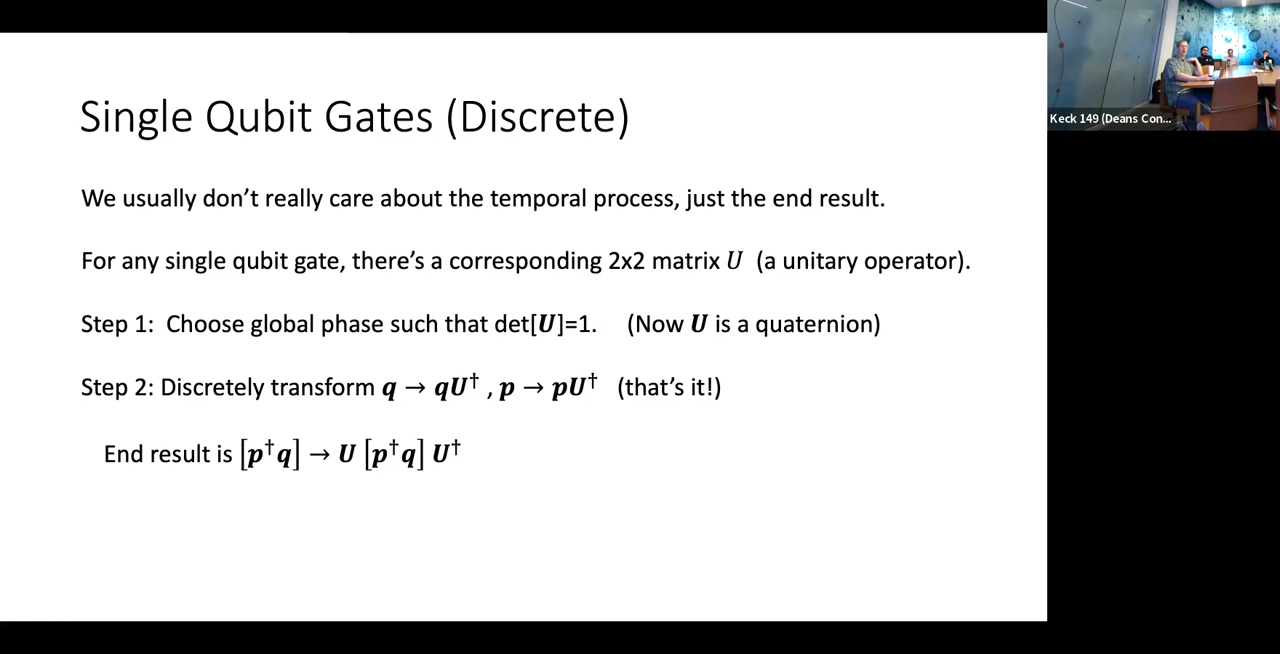 Single Qubit Gates (Discrete)
We usually don't really care about the temporal process, just the end result.
For any single qubit gate, there's a corresponding 2x2 matrix U (a unitary operator).
Step 1: Choose global phase such that det[U]=1. (Now U is a quaternion)
Step 2: Discretely transform q → qU† , p → pU† (that's it!)
End result is [p†q] → U [p†q] U†
Keck 149 (Deans Con...